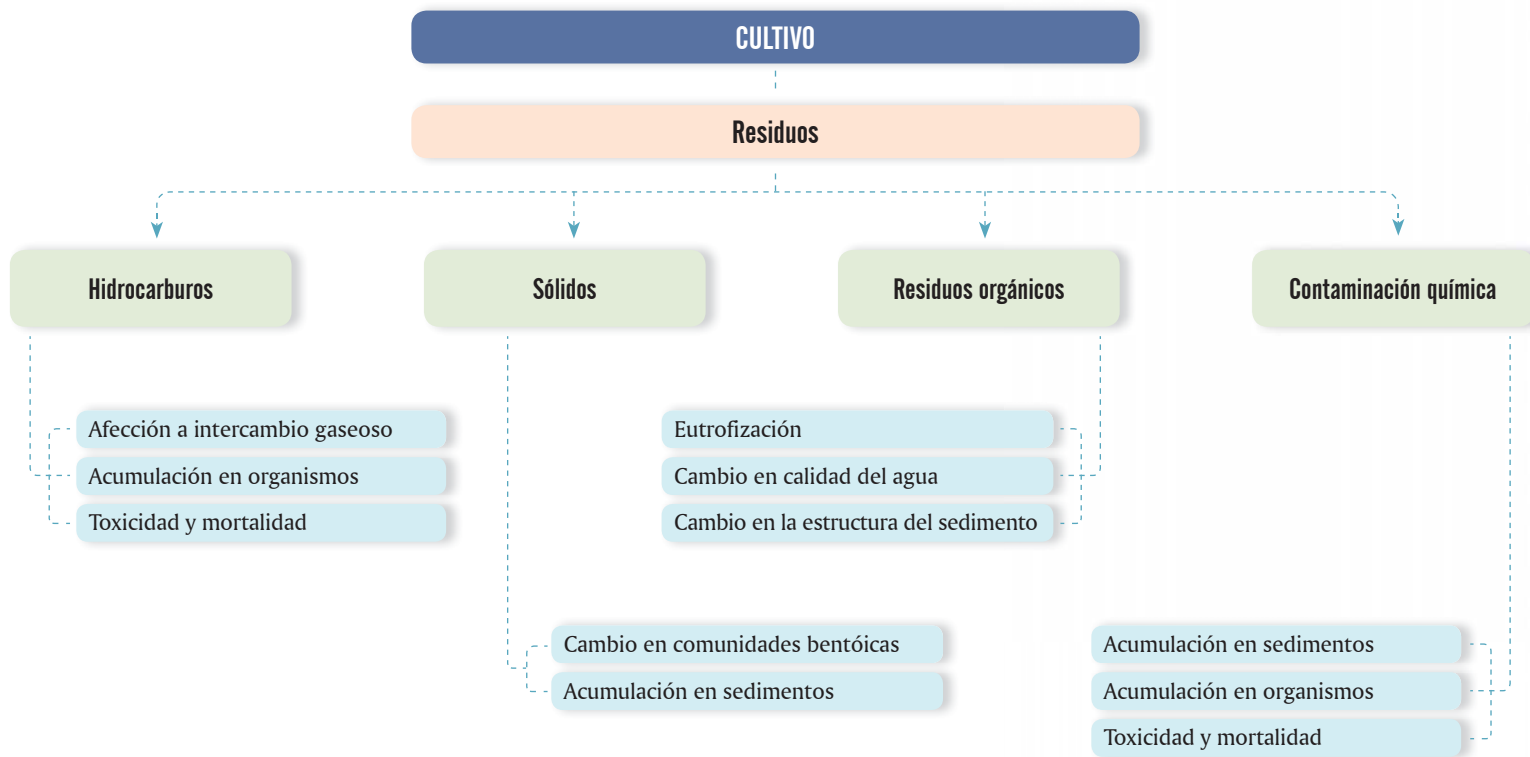 CULTIVO
Residuos
Hidrocarburos
Sólidos
Residuos orgánicos
Contaminación química
Afección a intercambio gaseoso
Acumulación en organismos
Toxicidad y mortalidad
Eutrofización
Cambio en calidad del agua
Cambio en la estructura del sedimento
Cambio en comunidades bentóicas
Acumulación en sedimentos
Acumulación en sedimentos
Acumulación en organismos
Toxicidad y mortalidad